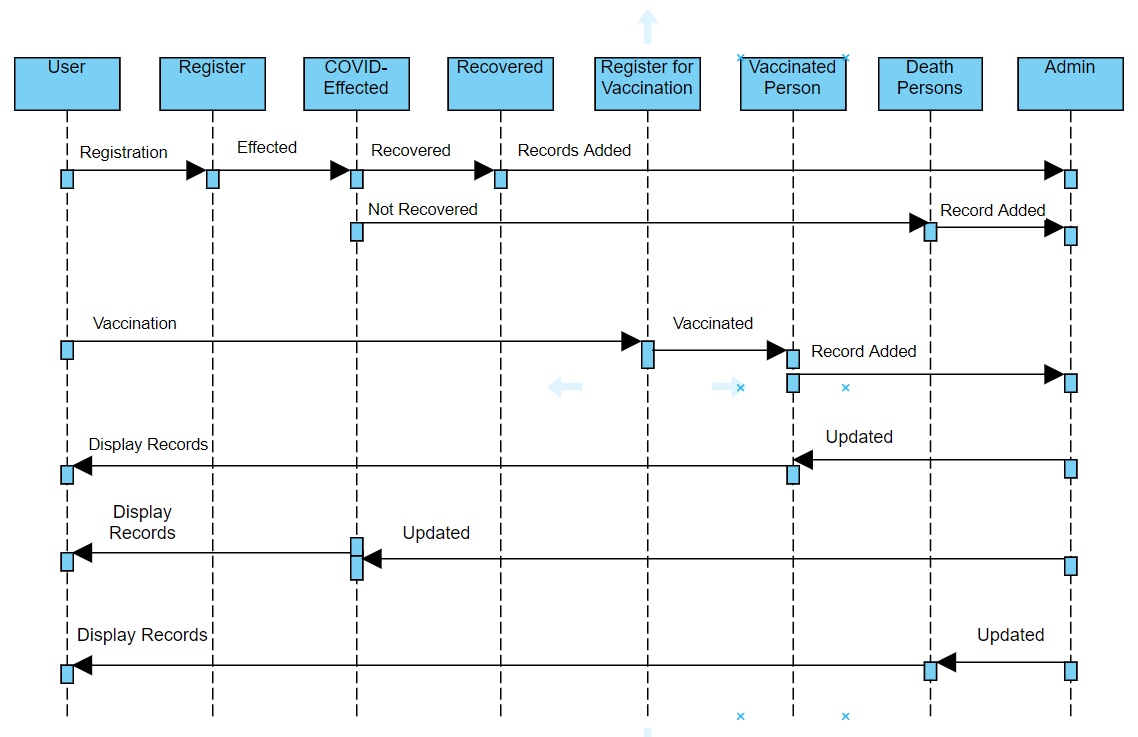 User
Register
COVID-
Effected
Recovered
Register for
Vaccination
Vaccinated
Person
Death
Persons
Admin
Registration
Effected
Recovered
Records Added
Not Recovered
Record Added
Vaccination
Vaccinated
Record Added
Display Records
Updated
Display
Records
Updated
Display Records
Updated